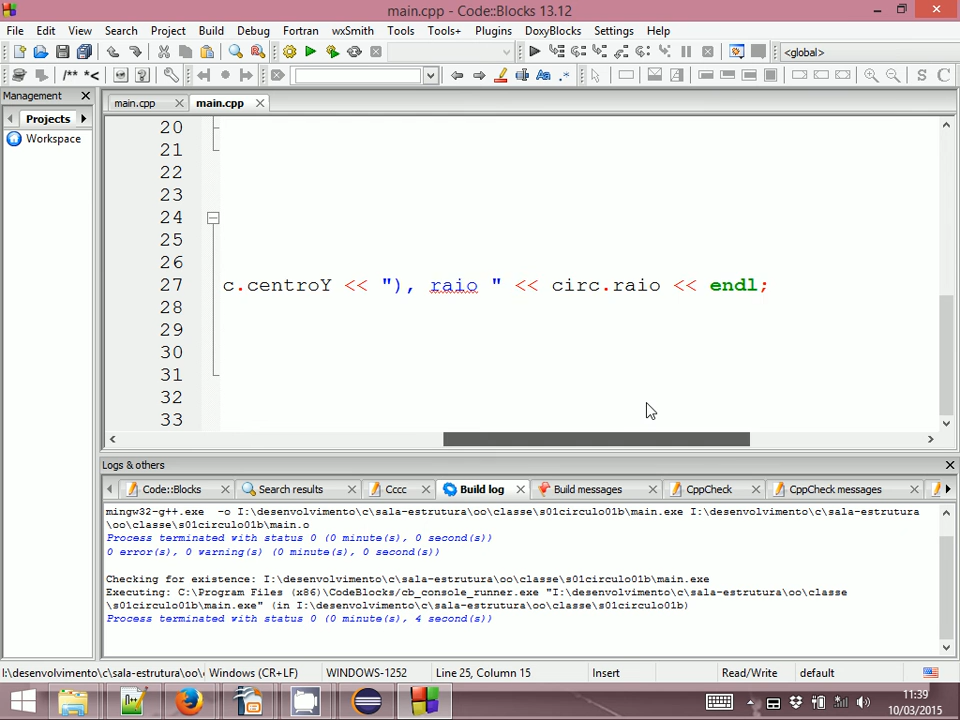 main.cpp - Code::Blocks 13.12
File Edit View Search Project Build Debug Fortran wxSmith Tools Tools+ Plugins DoxyBlocks Settings Help
<global>
/** *<
Aa .* S C
Management
main.cpp main.cpp
Projects
Workspace
20
21
22
23
24
25
26
27 c.centroY << "), raio " << circ.raio << endl;
28
29
30
31
32
33
Logs & others
Code::Blocks Search results Cccc Build log Build messages CppCheck CppCheck messages
mingw32-g++.exe -o I:\desenvolvimento\c\sala-estrutura\oo\classe\s01circulo01b\main.exe I:\desenvolvimento\c\sala-estrutura
\oo\classe\s01circulo01b\main.o
Process terminated with status 0 (0 minute(s), 0 second(s))
0 error(s), 0 warning(s) (0 minute(s), 0 second(s))
Checking for existence: I:\desenvolvimento\c\sala-estrutura\oo\classe\s01circulo01b\main.exe
Executing: C:\Program Files (x86)\CodeBlocks/cb_console_runner.exe "I:\desenvolvimento\c\sala-estrutura\oo\classe
\s01circulo01b\main.exe" (in I:\desenvolvimento\c\sala-estrutura\oo\classe\s01circulo01b)
Process terminated with status 0 (0 minute(s), 4 second(s))
I:\desenvolvimento\c\sala-estrutura\oo\ Windows (CR+LF) WINDOWS-1252 Line 25, Column 15 Insert Read/Write default
11:39
10/03/2015